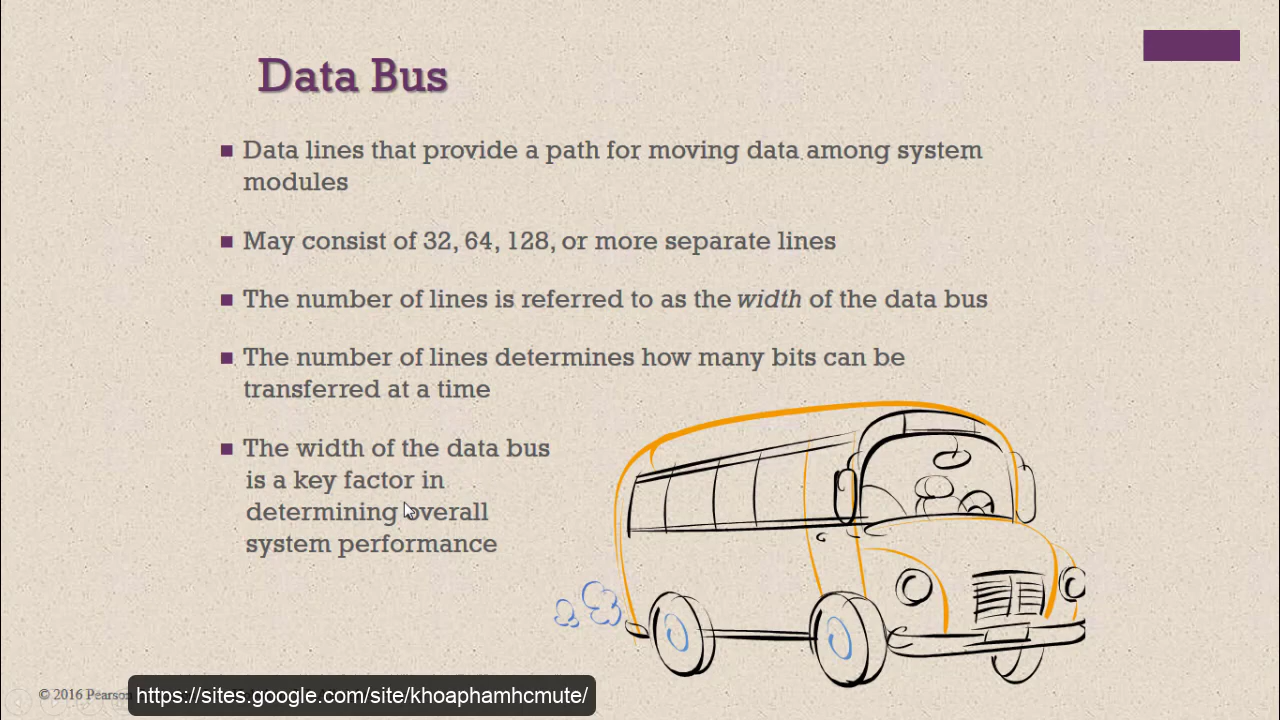 Data Bus
Data lines that provide a path for moving data among system
modules
May consist of 32, 64, 128, or more separate lines
The number of lines is referred to as the width of the data bus
The number of lines determines how many bits can be
transferred at a time
The width of the data bus
is a key factor in
determining overall
system performance
© 2016 Pearson
https://sites.google.com/site/khoaphamhcmute/